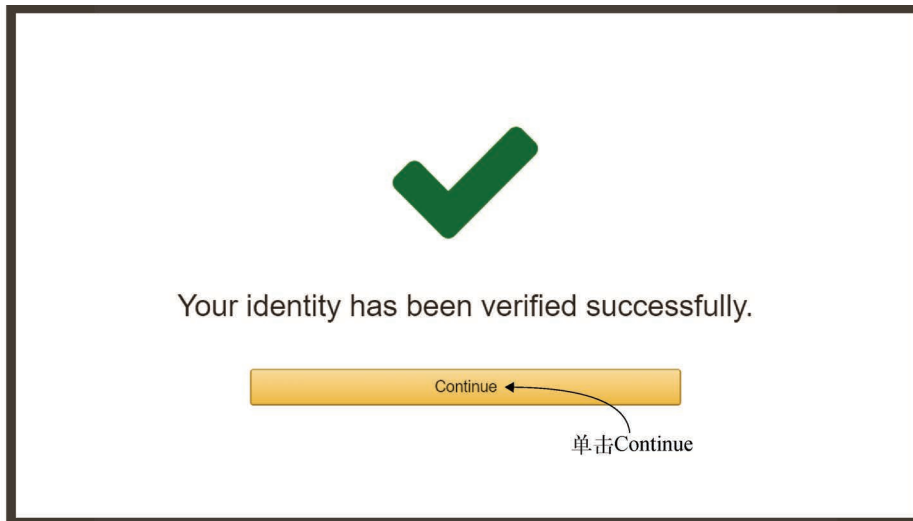 Your identity has been verified successfully.
Continue
单击Continue